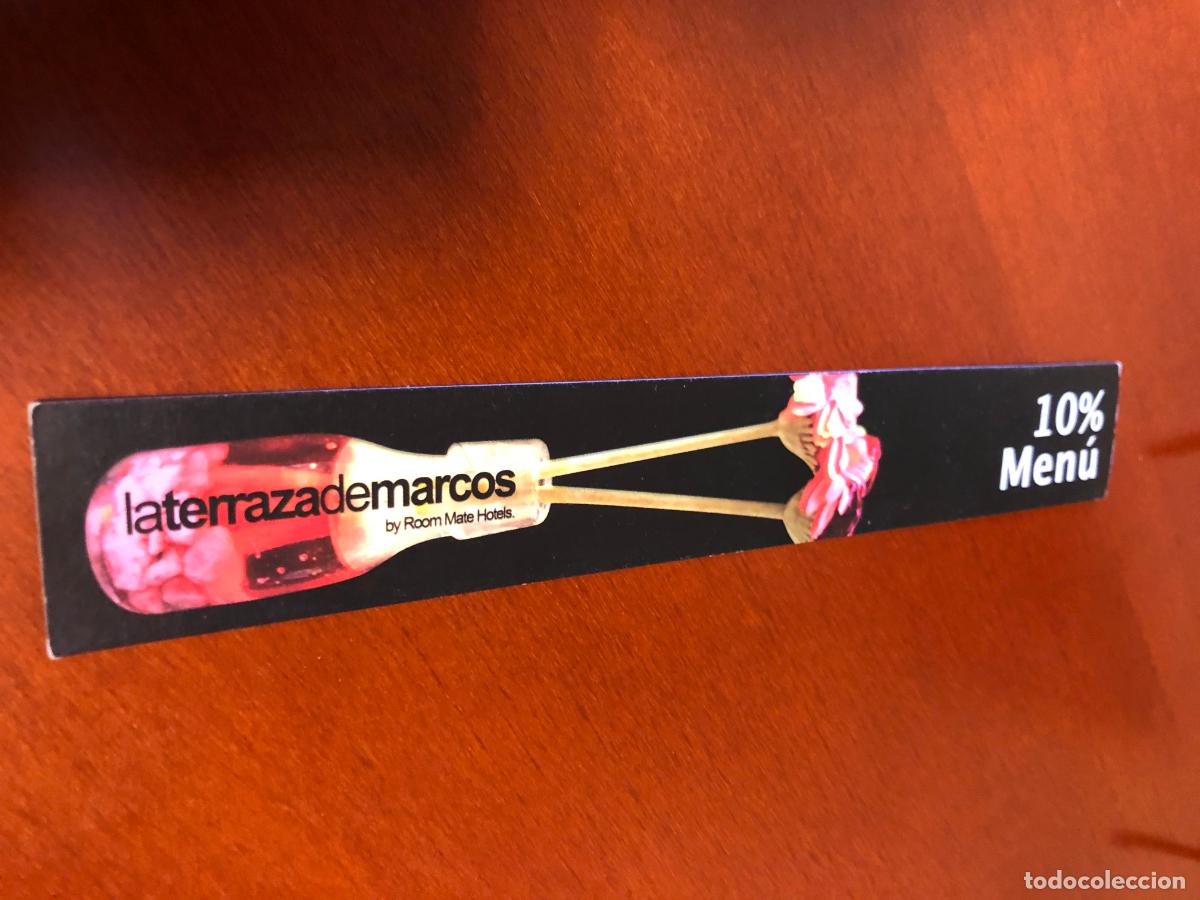 laterrazademarcos
by Room Mate Hotels.
10%
Menú
todocoleccion